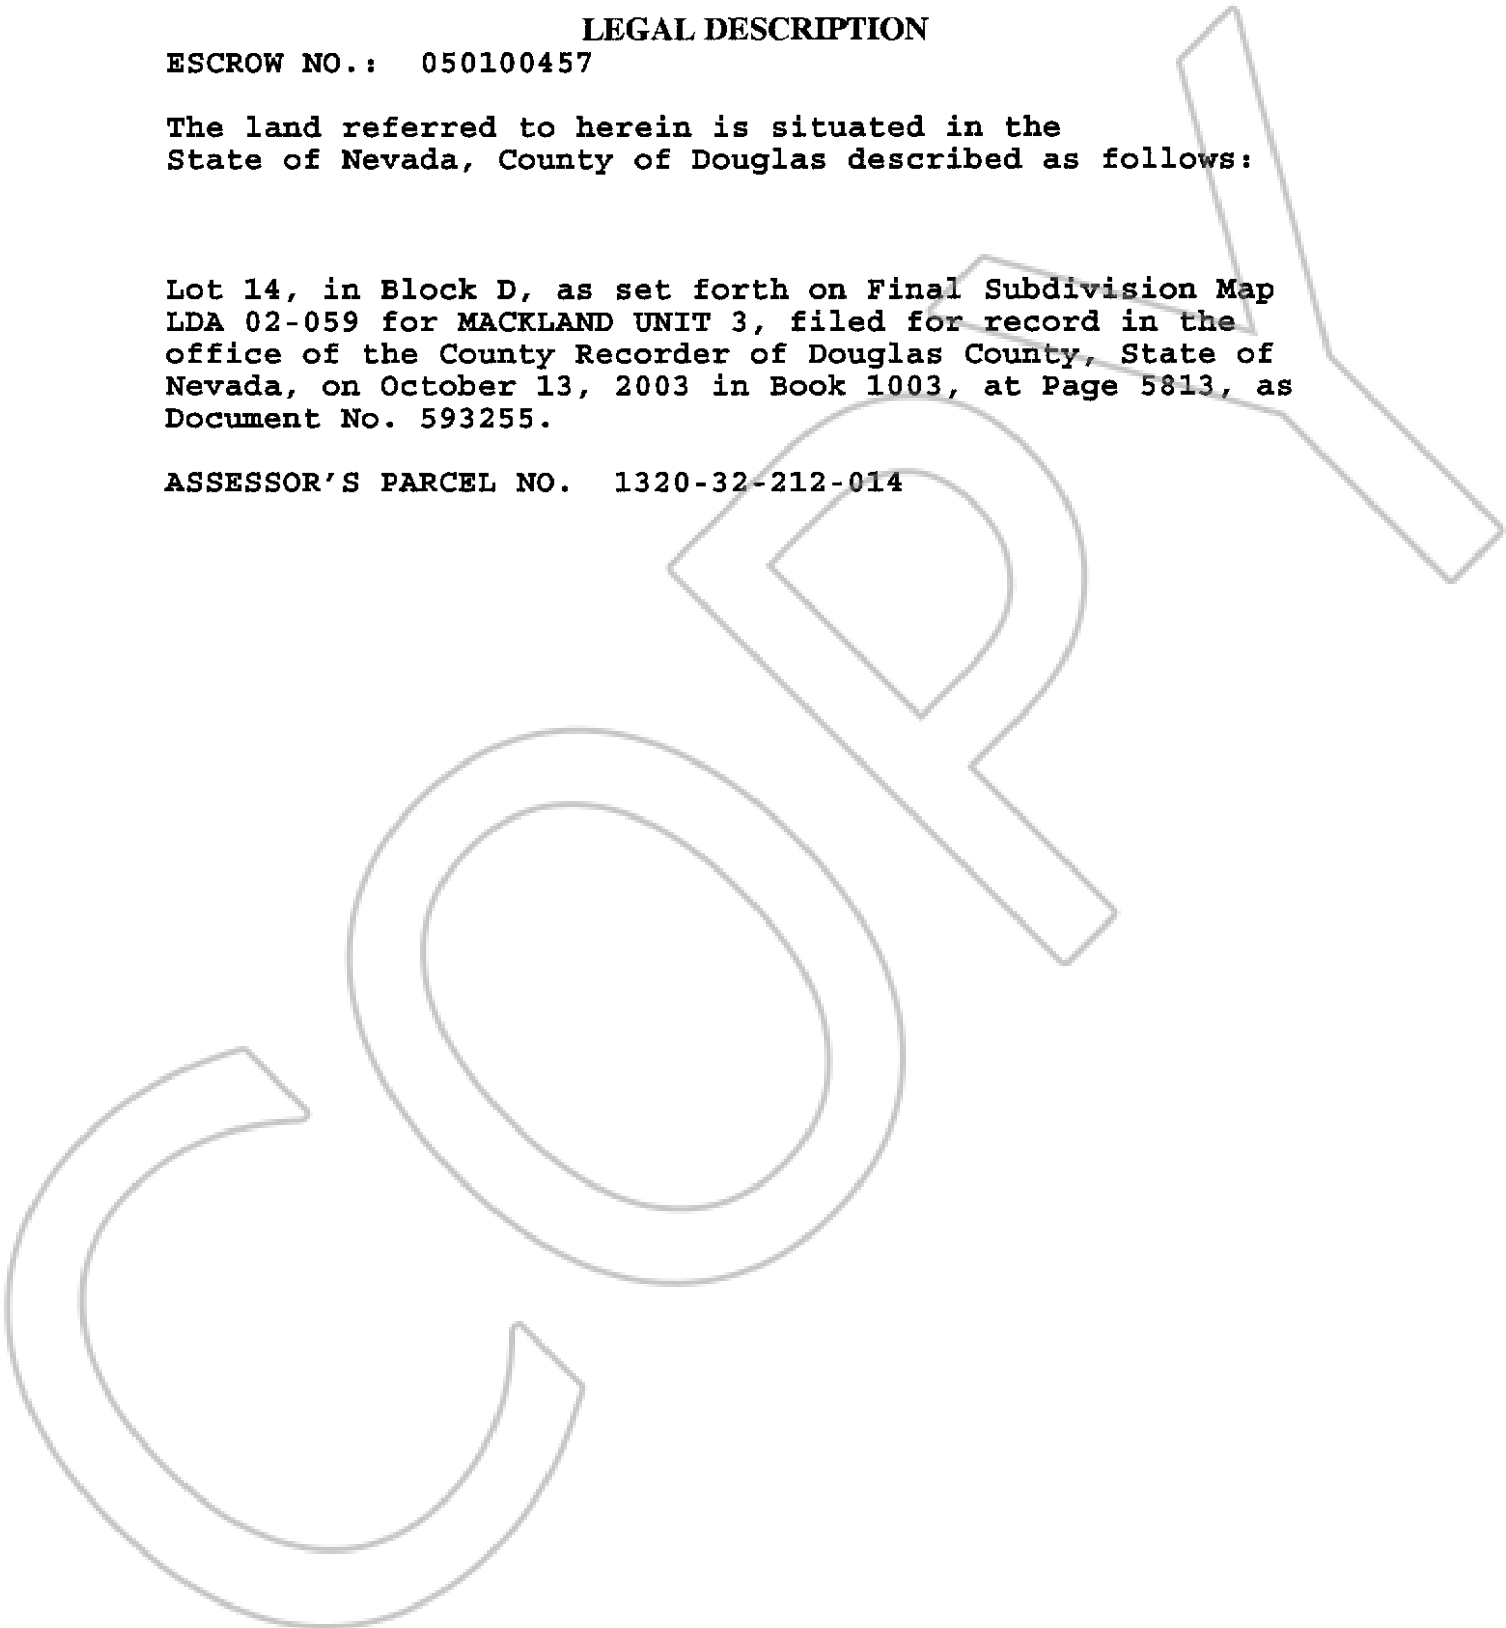 LEGAL DESCRIPTION
ESCROW NO.: 050100457
The land referred to herein is situated in the
State of Nevada, County of Douglas described as follows:
Lot 14, in Block D, as set forth on Final Subdivision Map
LDA 02-059 for MACKLAND UNIT 3, filed for record in the
office of the County Recorder of Douglas County, State of
Nevada, on October 13, 2003 in Book 1003, at Page 5813, as
Document No. 593255.
ASSESSOR'S PARCEL NO. 1320-32-212-014
COPY